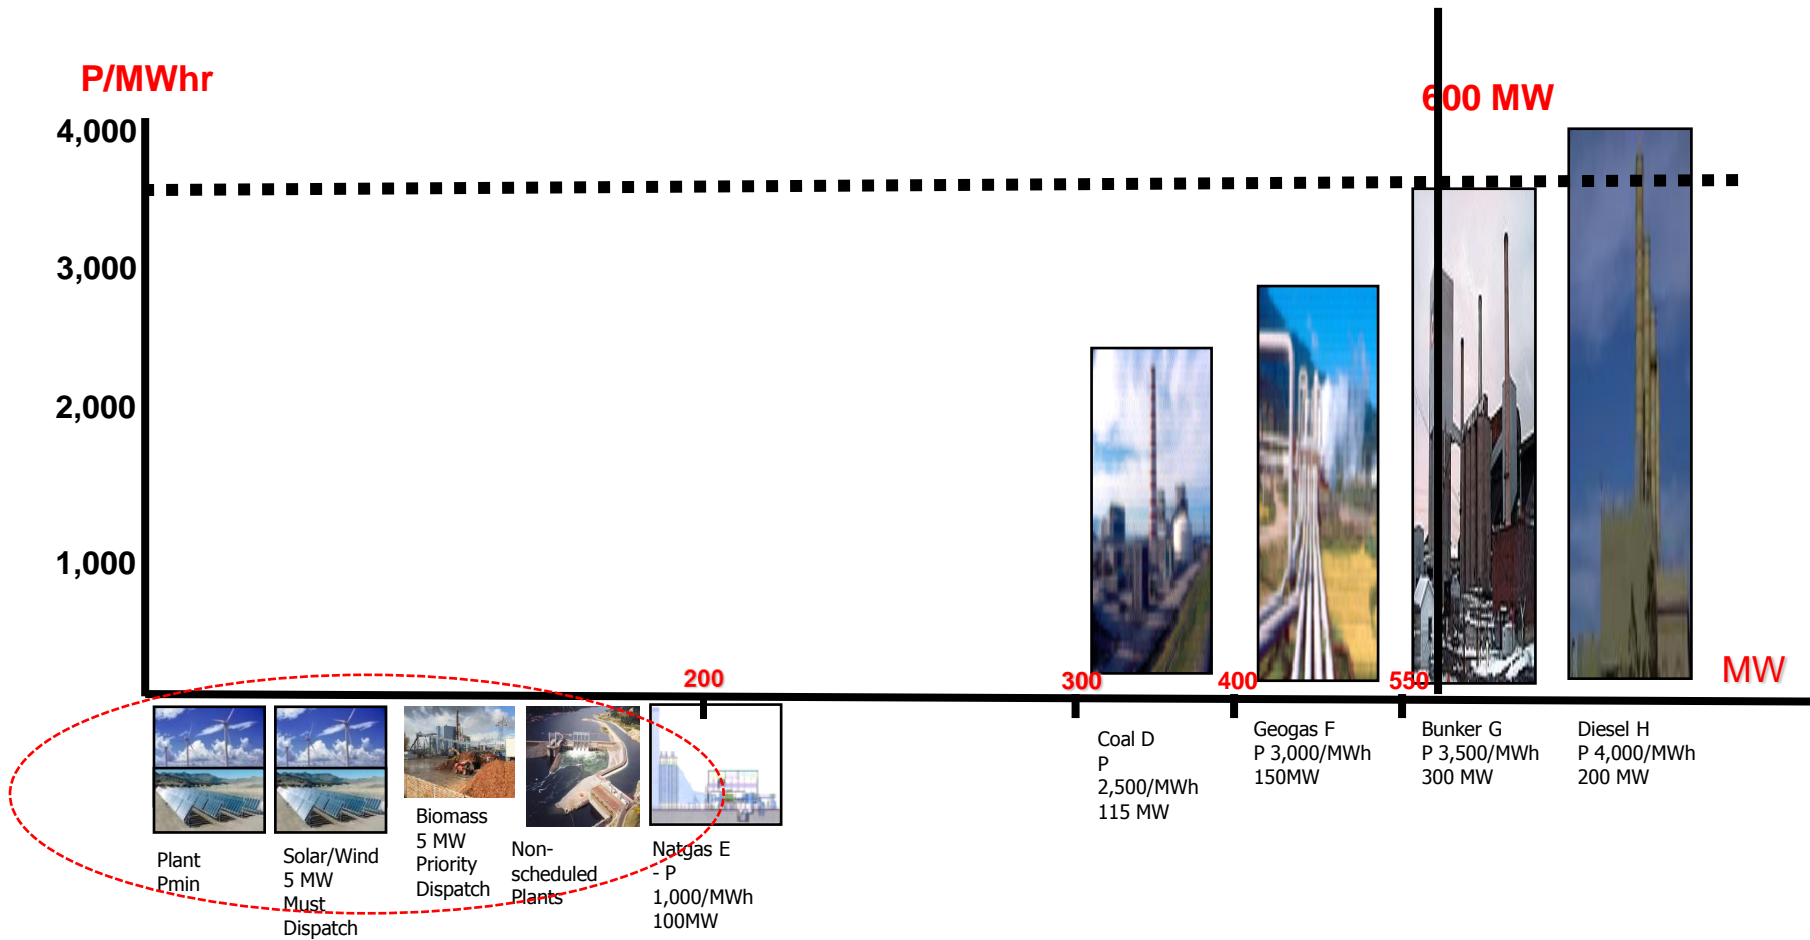 P/MWhr
600 MW
4,000
3,000
2,000
1,000
200
300
400
550
MW
Plant
Pmin
Solar/Wind
5 MW
Must
Dispatch
Biomass
5 MW
Priority
Dispatch
Non-
scheduled
Plants
Natgas E
- P
1,000/MWh
100MW
Coal D
P
2,500/MWh
115 MW
Geogas F
P 3,000/MWh
150MW
Bunker G
P 3,500/MWh
300 MW
Diesel H
P 4,000/MWh
200 MW